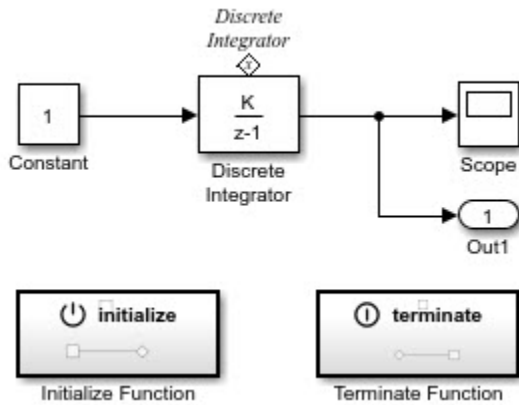 Discrete
Integrator
x
1
K
z-1
Constant
Discrete
Integrator
Scope
1
Out1
initialize
terminate
Initialize Function
Terminate Function